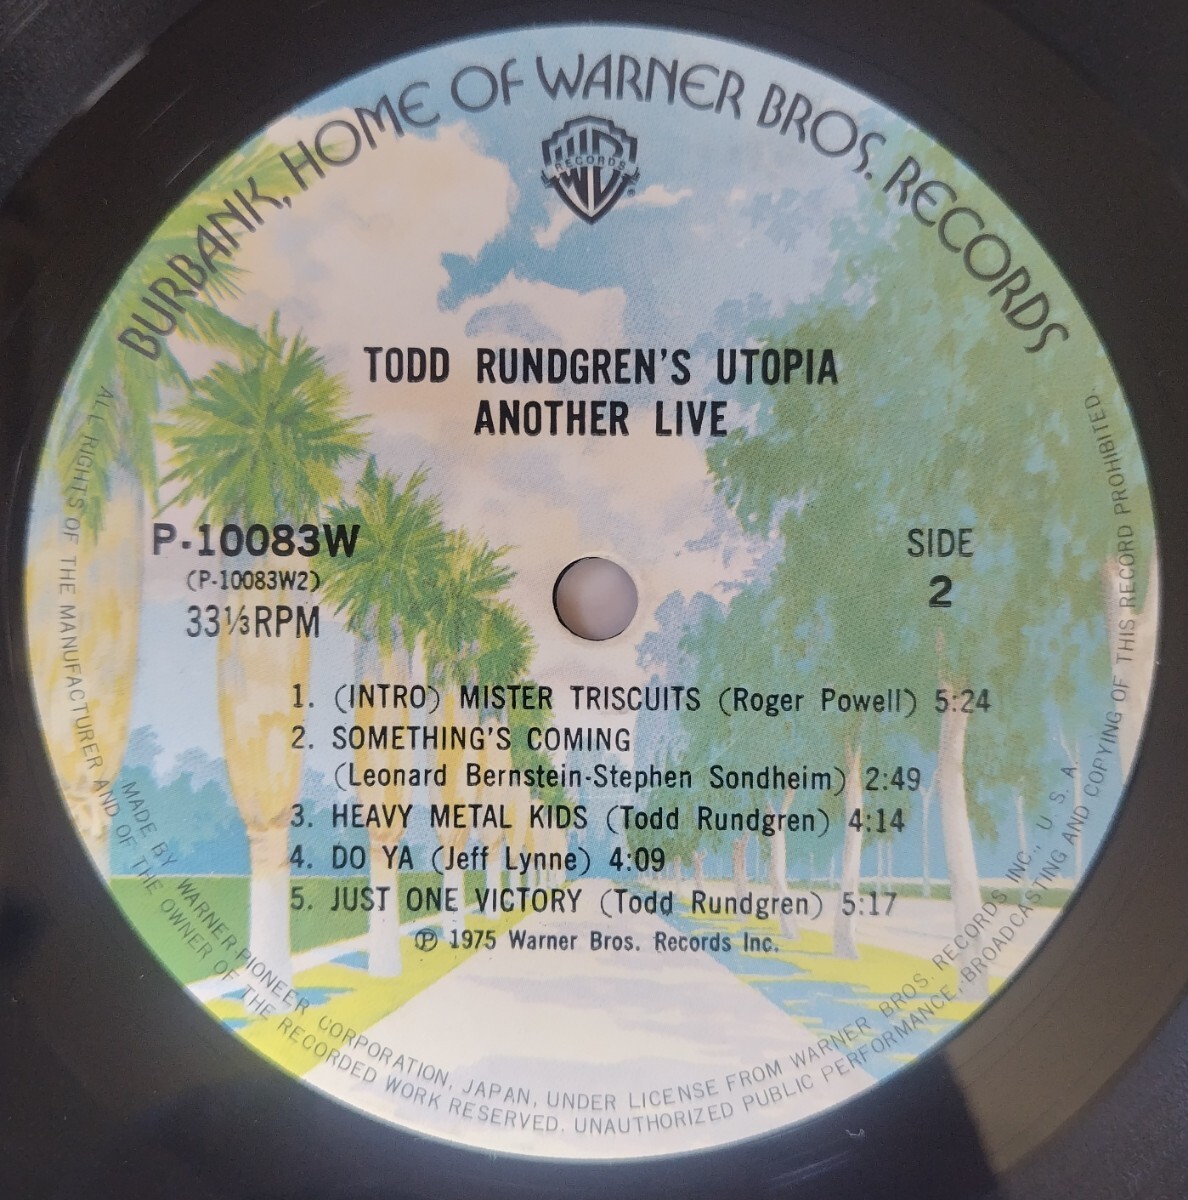 BURBANK, HOME OF WARNER BROS. RECORDS
W RECORDS B ®
TODD RUNDGREN'S UTOPIA
ANOTHER LIVE
P-10083W
(P-10083W2)
33⅓RPM
SIDE
2
1. (INTRO) MISTER TRISCUITS (Roger Powell) 5:24
2. SOMETHING'S COMING
(Leonard Bernstein-Stephen Sondheim) 2:49
3. HEAVY METAL KIDS (Todd Rundgren) 4:14
4. DO YA (Jeff Lynne) 4:09
5. JUST ONE VICTORY (Todd Rundgren) 5:17
℗ 1975 Warner Bros. Records Inc.
MADE BY WARNER-PIONEER CORPORATION, JAPAN, UNDER LICENSE FROM WARNER BROS. RECORDS INC., U. S. A.
ALL RIGHTS OF THE MANUFACTURER AND OF THE OWNER OF THE RECORDED WORK RESERVED. UNAUTHORIZED PUBLIC PERFORMANCE, BROADCASTING AND COPYING OF THIS RECORD PROHIBITED.